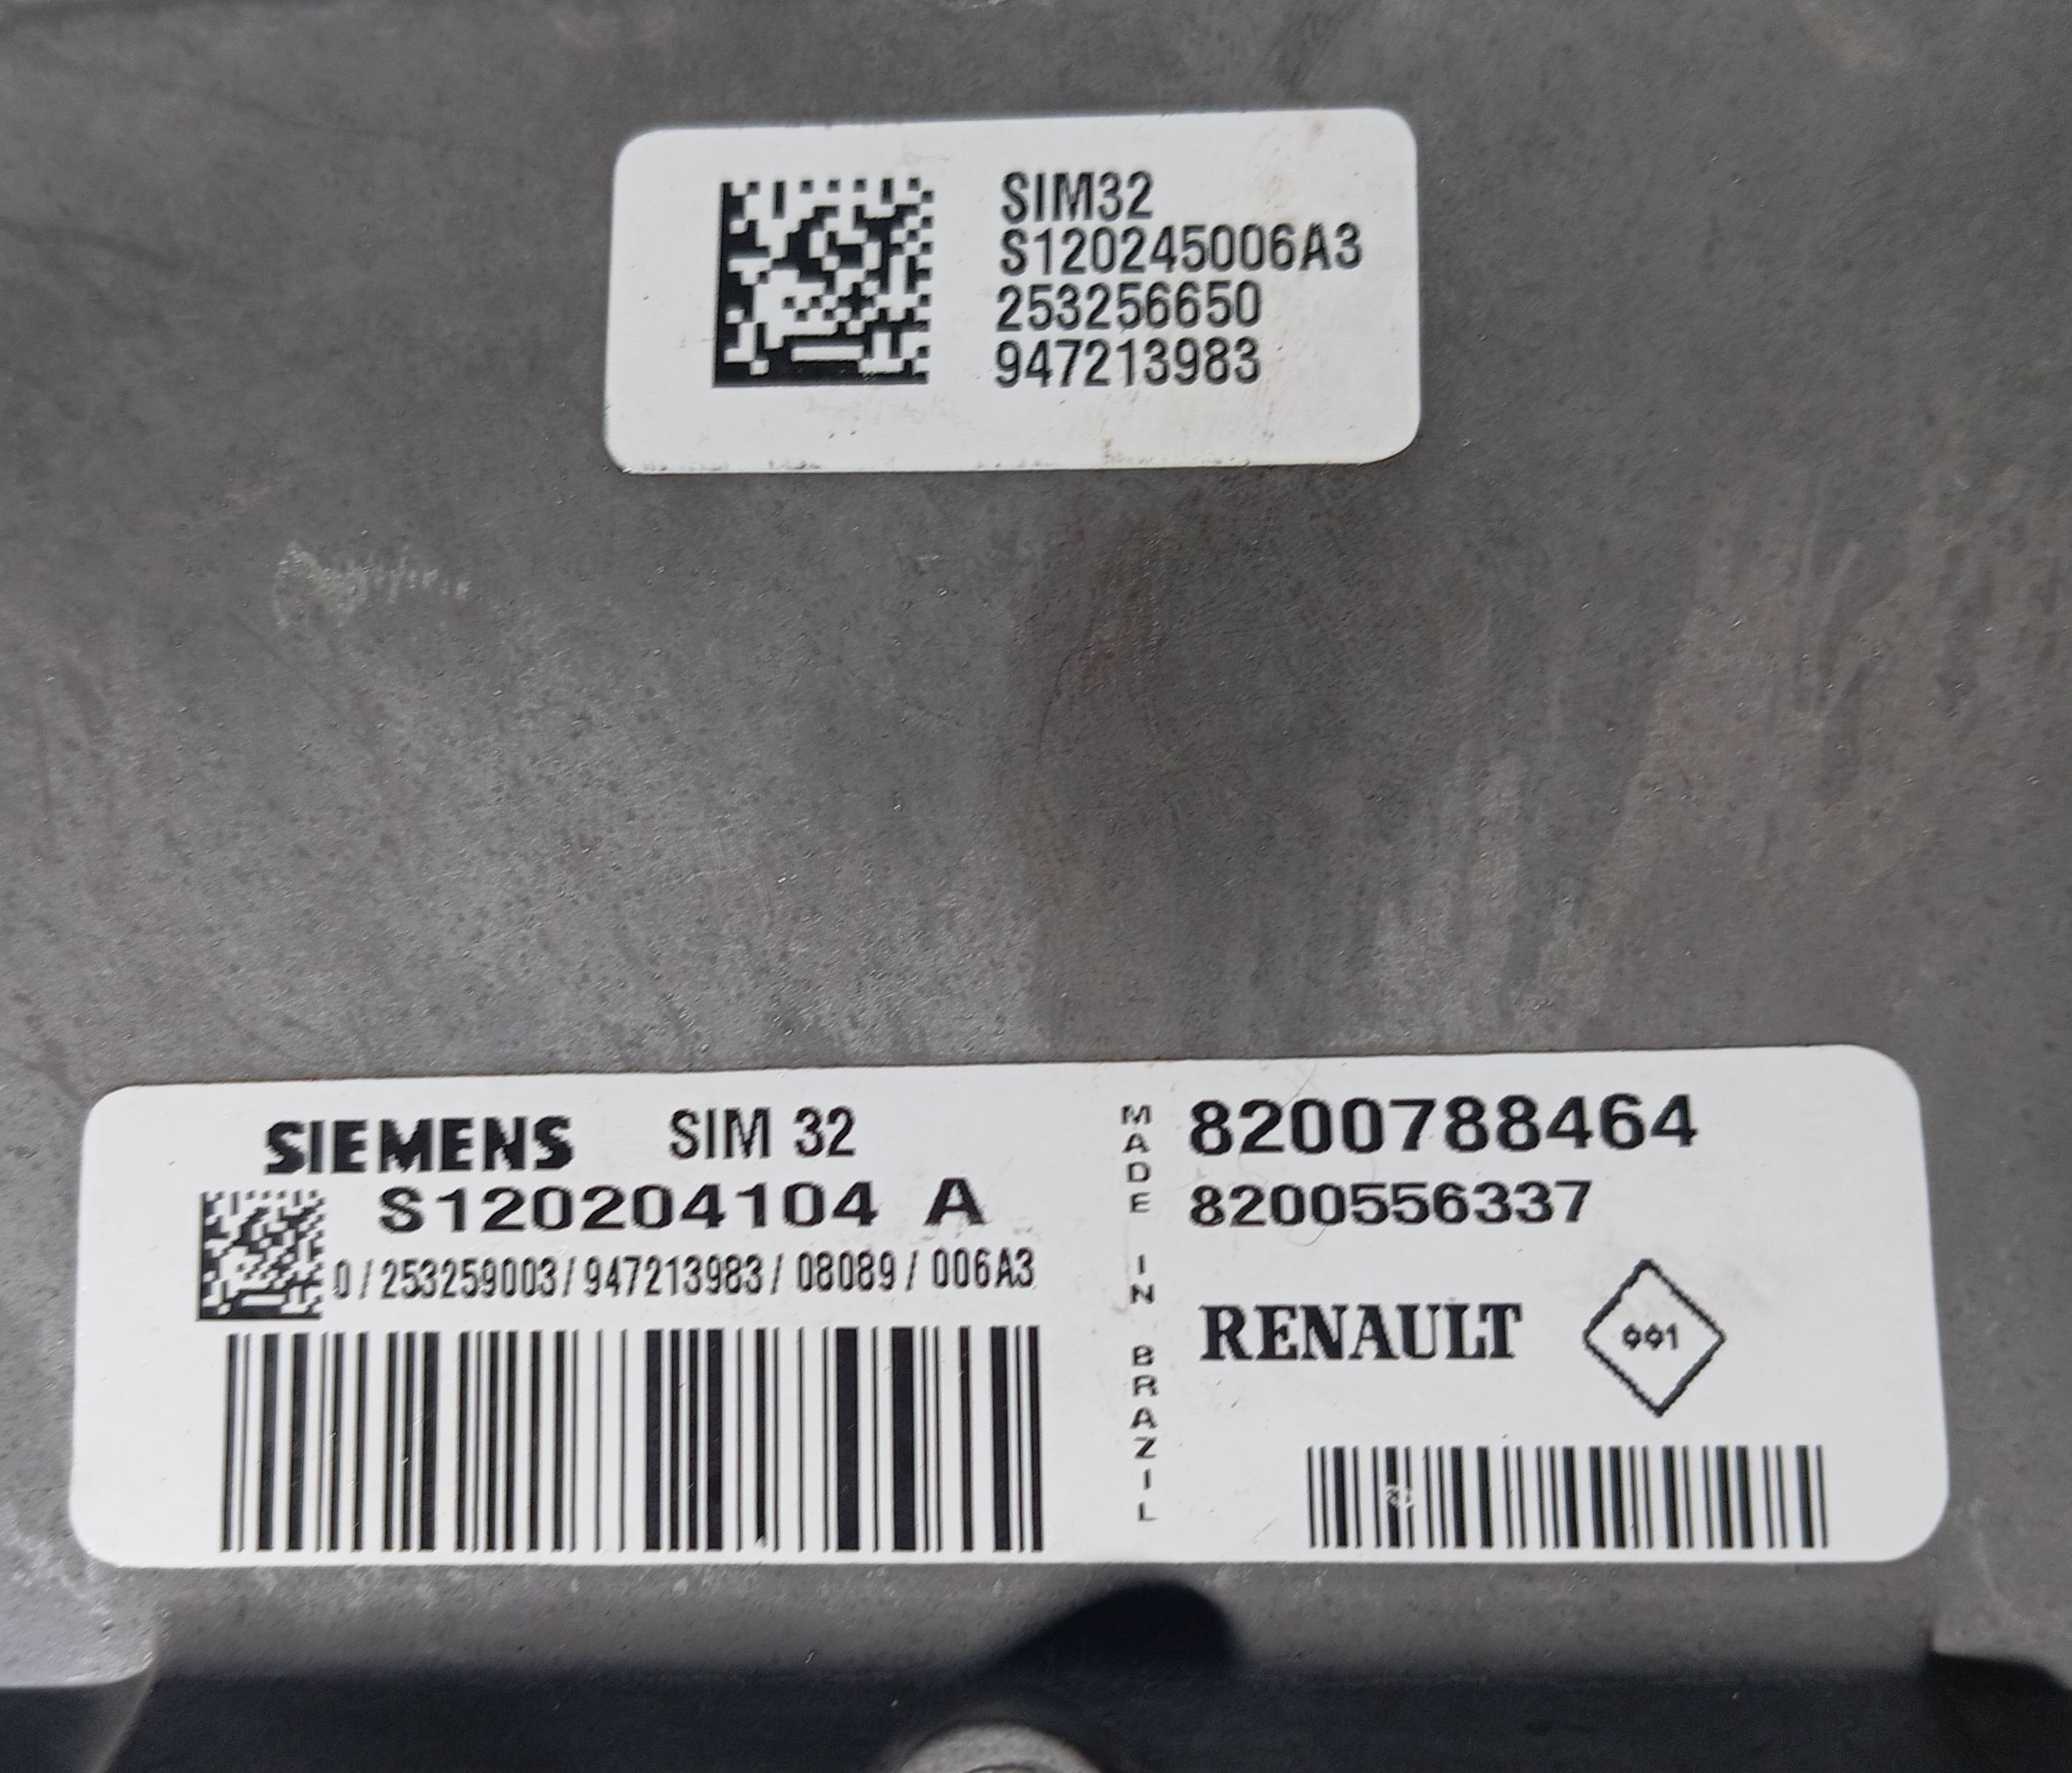 SIM32
S120245006A3
253256650
947213983
SIEMENS SIM 32
S120204104 A
0/253259003/947213983/08089/006A3
MADE IN BRAZIL
8200788464
8200556337
RENAULT 001